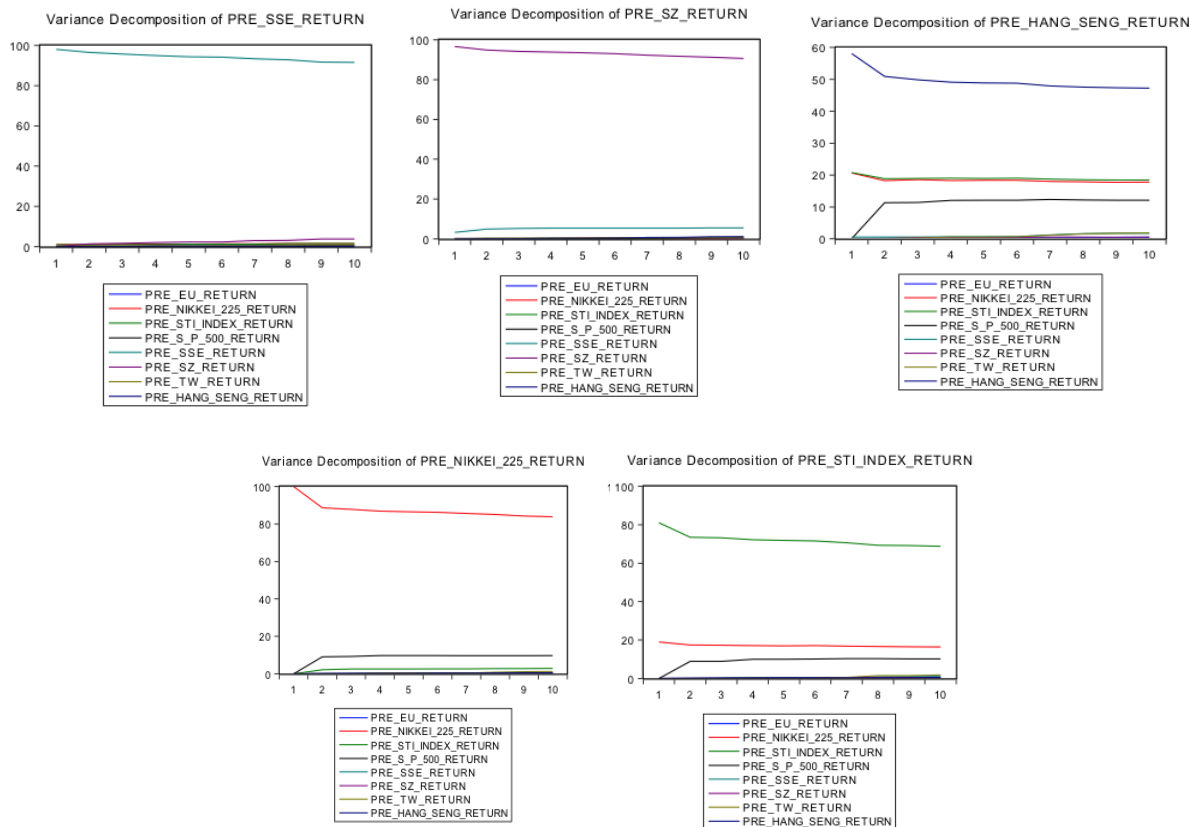 Variance Decomposition of PRE_SSE_RETURN
100
80
60
40
20
0
1 2 3 4 5 6 7 8 9 10
PRE_EU_RETURN
PRE_NIKKEI_225_RETURN
PRE_STI_INDEX_RETURN
PRE_S_P_500_RETURN
PRE_SSE_RETURN
PRE_SZ_RETURN
PRE_TW_RETURN
PRE_HANG_SENG_RETURN
Variance Decomposition of PRE_SZ_RETURN
100
80
60
40
20
0
1 2 3 4 5 6 7 8 9 10
PRE_EU_RETURN
PRE_NIKKEI_225_RETURN
PRE_STI_INDEX_RETURN
PRE_S_P_500_RETURN
PRE_SSE_RETURN
PRE_SZ_RETURN
PRE_TW_RETURN
PRE_HANG_SENG_RETURN
Variance Decomposition of PRE_HANG_SENG_RETURN
60
50
40
30
20
10
0
1 2 3 4 5 6 7 8 9 10
PRE_EU_RETURN
PRE_NIKKEI_225_RETURN
PRE_STI_INDEX_RETURN
PRE_S_P_500_RETURN
PRE_SSE_RETURN
PRE_SZ_RETURN
PRE_TW_RETURN
PRE_HANG_SENG_RETURN
Variance Decomposition of PRE_NIKKEI_225_RETURN
100
80
60
40
20
0
1 2 3 4 5 6 7 8 9 10
PRE_EU_RETURN
PRE_NIKKEI_225_RETURN
PRE_STI_INDEX_RETURN
PRE_S_P_500_RETURN
PRE_SSE_RETURN
PRE_SZ_RETURN
PRE_TW_RETURN
PRE_HANG_SENG_RETURN
Variance Decomposition of PRE_STI_INDEX_RETURN
1 100
80
60
40
20
0
1 2 3 4 5 6 7 8 9 10
PRE_EU_RETURN
PRE_NIKKEI_225_RETURN
PRE_STI_INDEX_RETURN
PRE_S_P_500_RETURN
PRE_SSE_RETURN
PRE_SZ_RETURN
PRE_TW_RETURN
PRE_HANG_SENG_RETURN